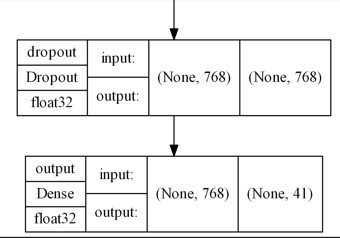 dropout
Dropout
float32
input:
output:
(None, 768)
(None, 768)
output
Dense
float32
input:
output:
(None, 768)
(None, 41)